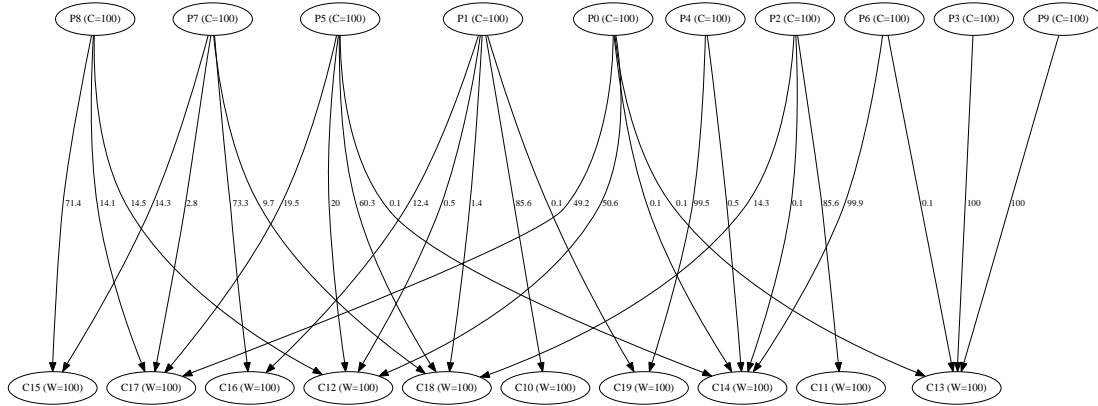 P8 (C=100) P7 (C=100) P5 (C=100) P1 (C=100) P0 (C=100) P4 (C=100) P2 (C=100) P6 (C=100) P3 (C=100) P9 (C=100)
71.4 14.1 14.5 14.3 2.8 73.3 9.7 19.5 20 60.3 0.1 12.4 0.5 1.4 85.6 0.1 49.2 50.6 0.1 0.1 99.5 0.5 14.3 0.1 85.6 99.9 0.1 100 100
C15 (W=100) C17 (W=100) C16 (W=100) C12 (W=100) C18 (W=100) C10 (W=100) C19 (W=100) C14 (W=100) C11 (W=100) C13 (W=100)